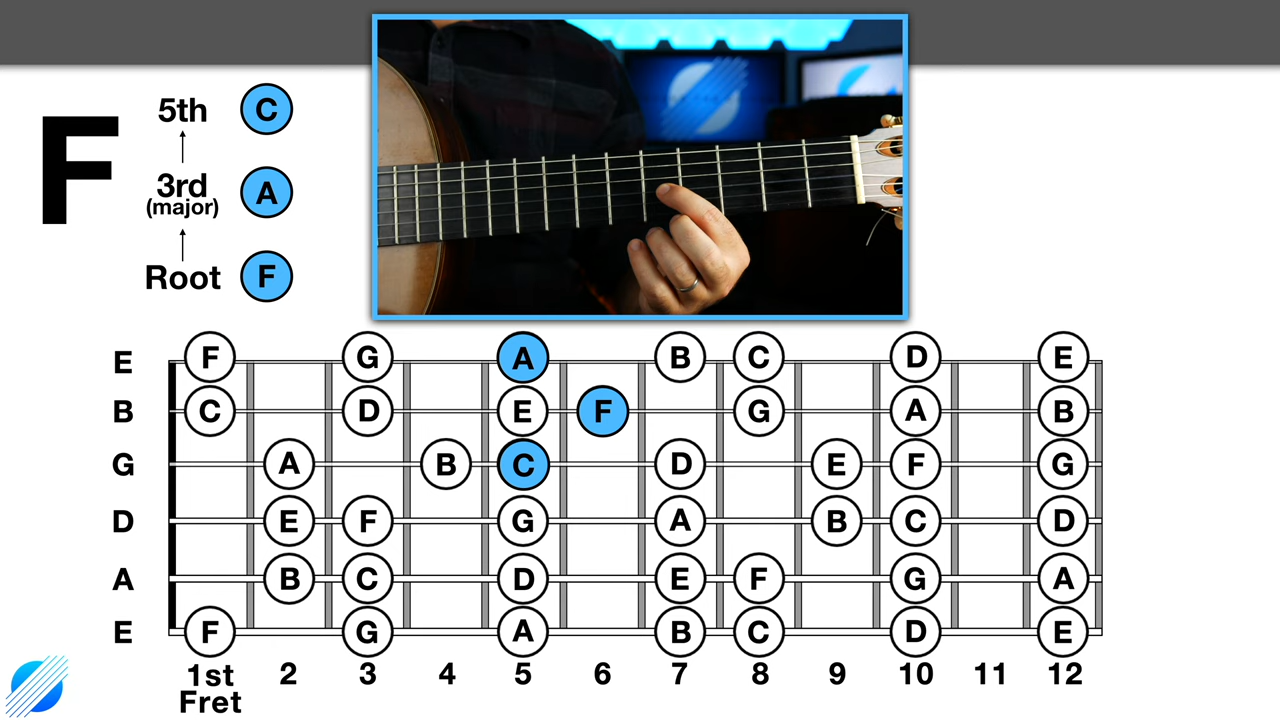 F
5th C
3rd A
(major)
Root F
E F G A B C D E
B C D E F G A B
G A B C D E F G
D E F G A B C D
A B C D E F G A
E F G A B C D E
1st 2 3 4 5 6 7 8 9 10 11 12
Fret